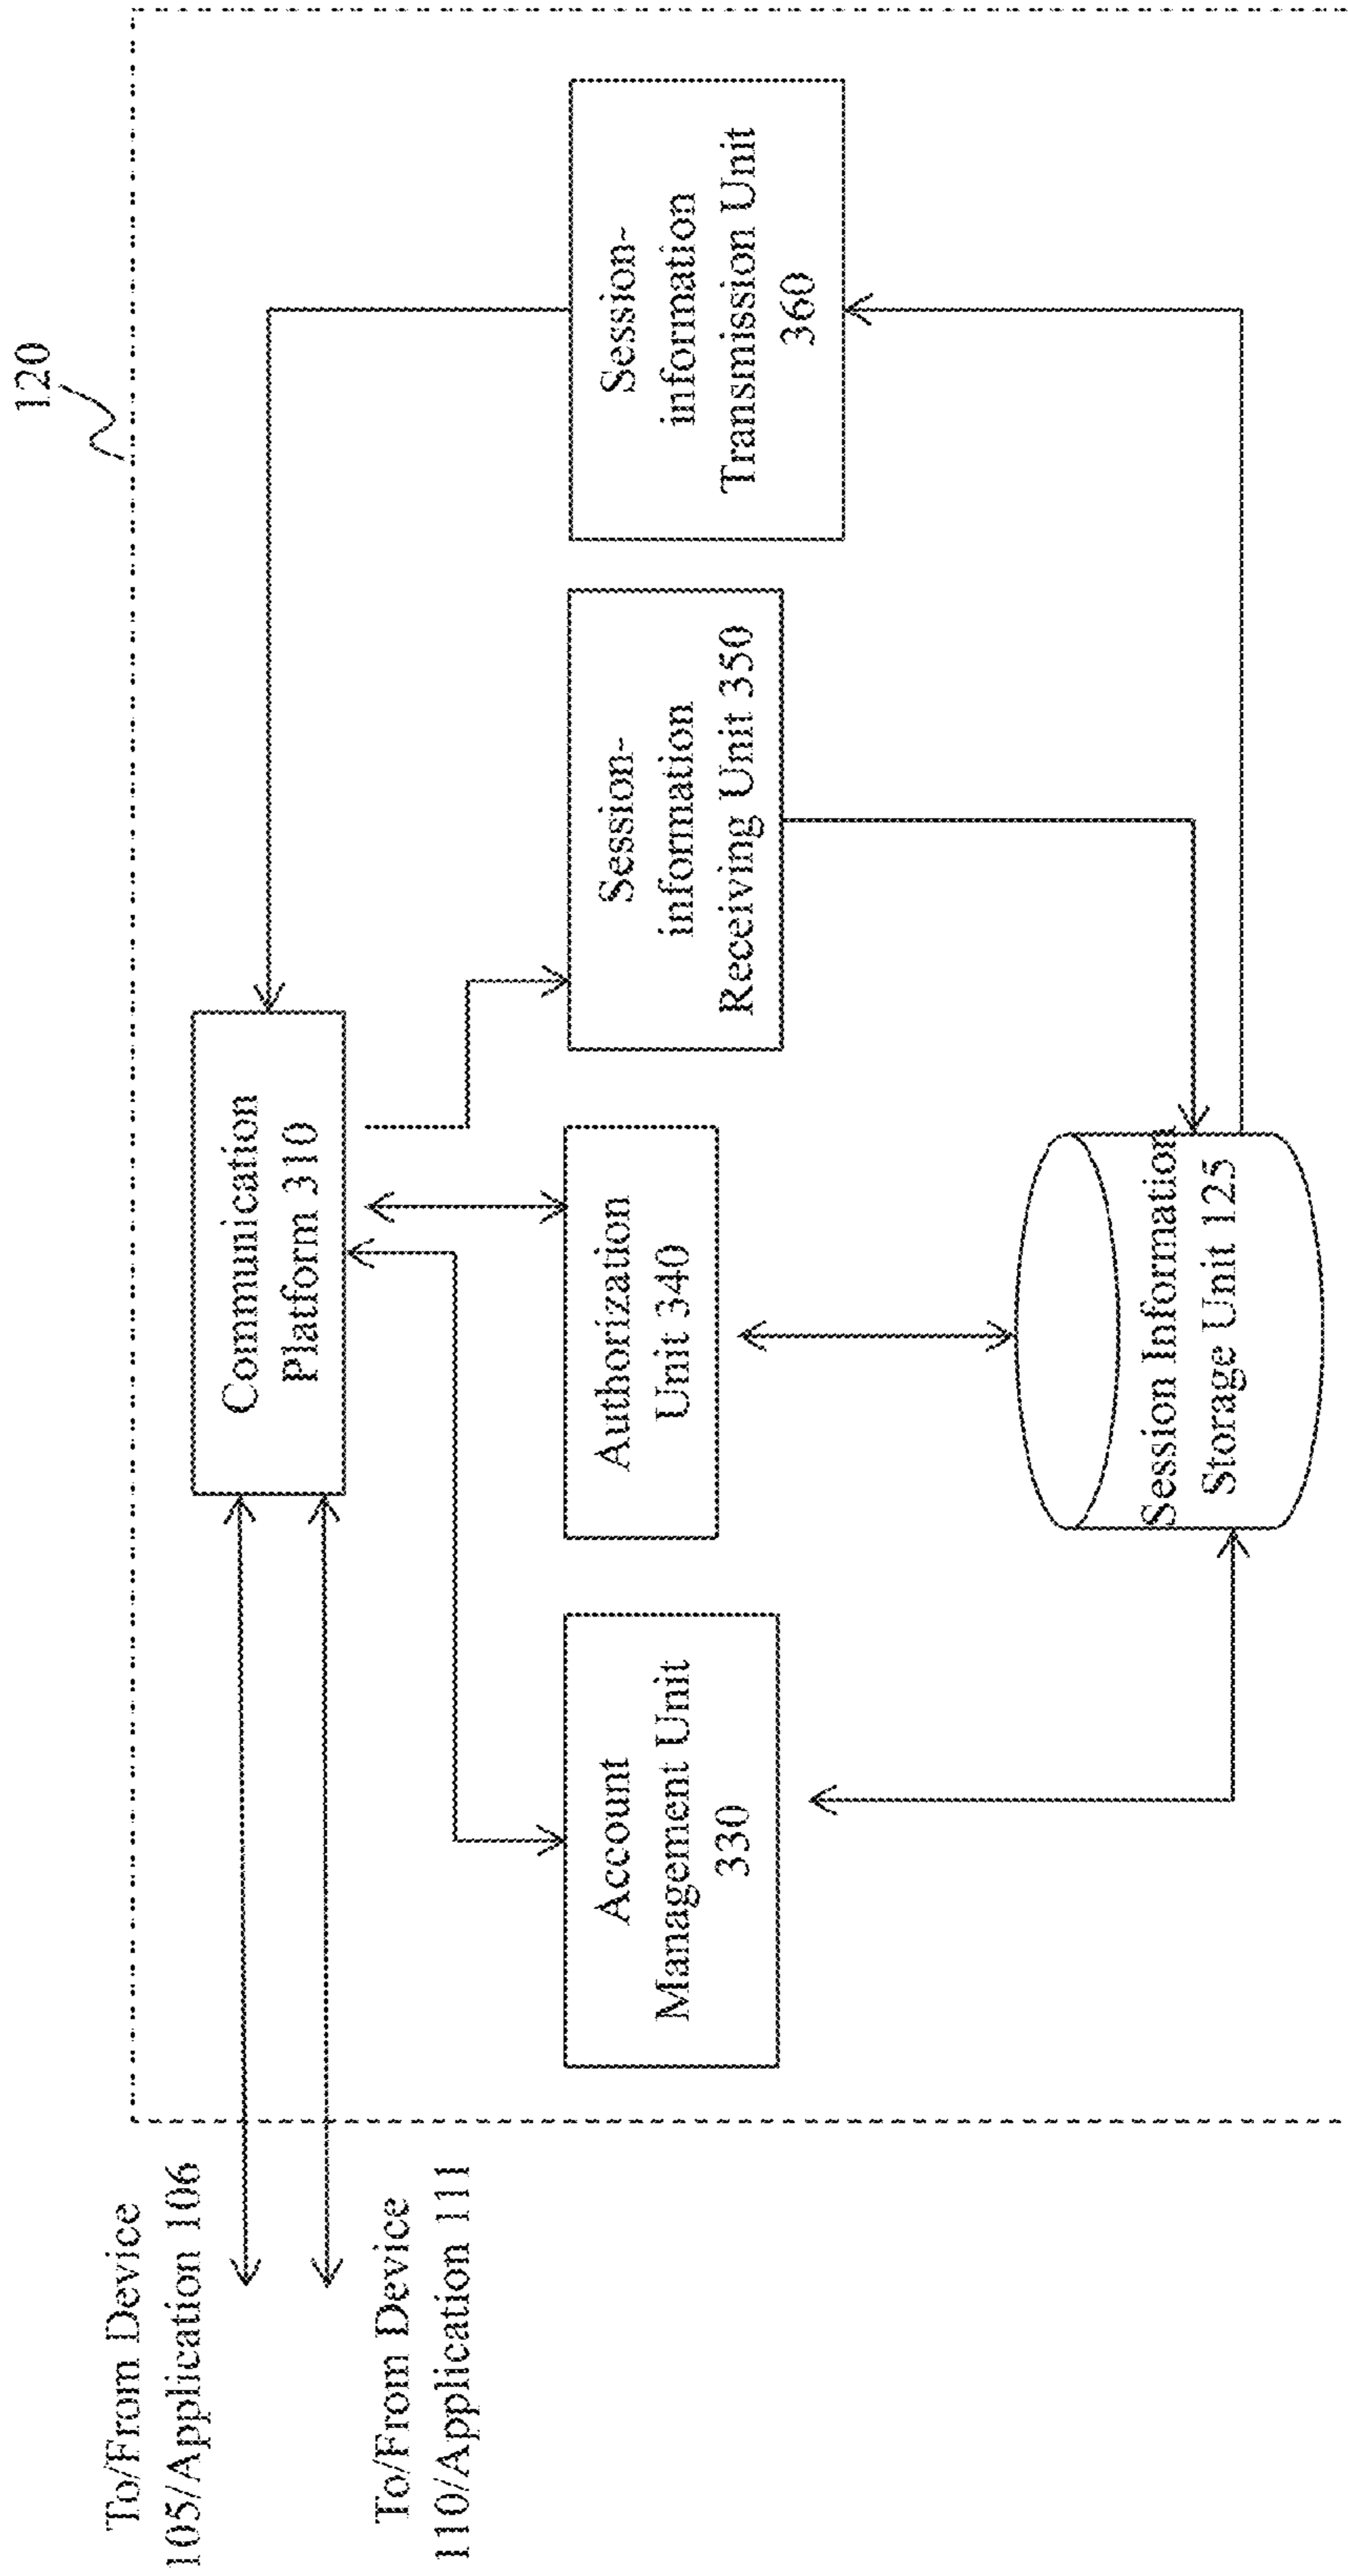 120
To/From Device
105/Application 106
To/From Device
110/Application 111
Communication
Platform 310
Account
Management Unit
330
Authorization
Unit 340
Session-
information
Receiving Unit 350
Session-
information
Transmission Unit
360
Session Information
Storage Unit 125